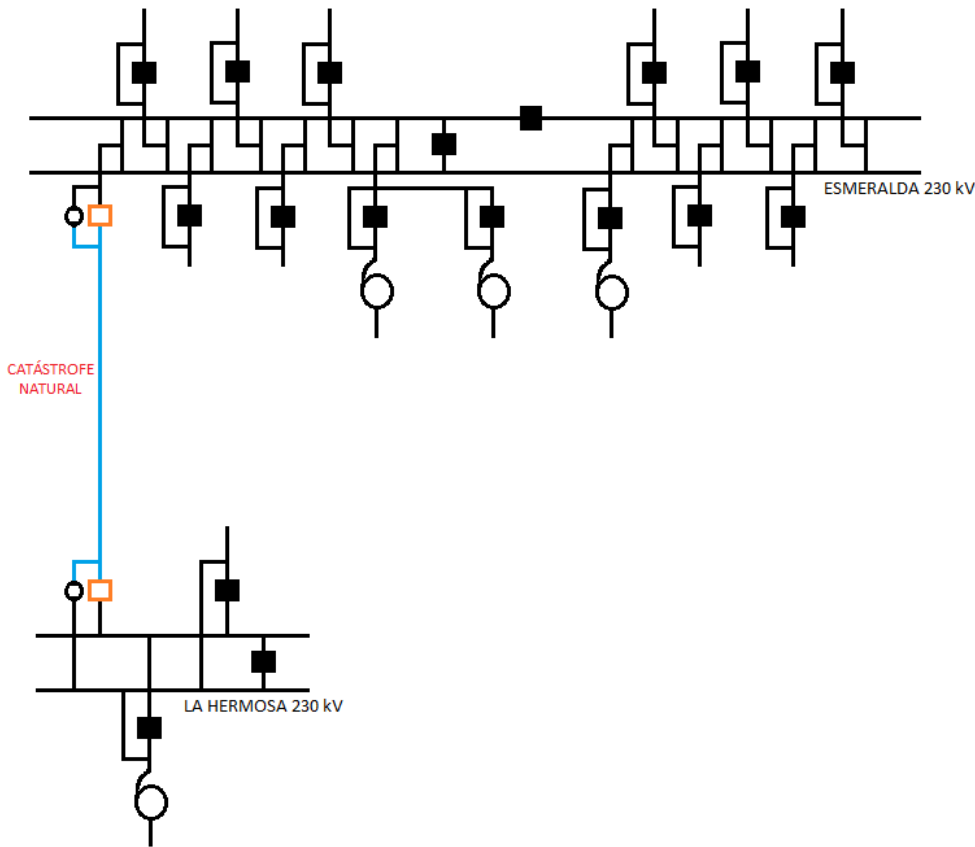 ESMERALDA 230 kV
CATÁSTROFE
NATURAL
LA HERMOSA 230 kV